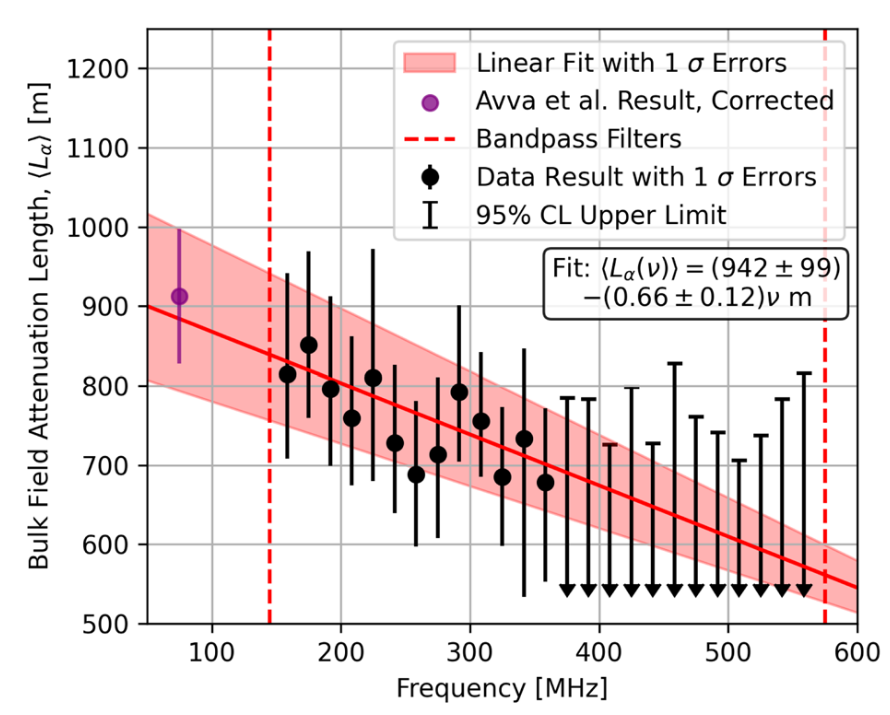 Bulk Field Attenuation Length, ⟨Lα⟩ [m]
1200
1100
1000
900
800
700
600
500
Linear Fit with 1 σ Errors
Avva et al. Result, Corrected
Bandpass Filters
Data Result with 1 σ Errors
95% CL Upper Limit
Fit: ⟨Lα(ν)⟩ = (942 ± 99)
−(0.66 ± 0.12)ν m
100 200 300 400 500 600
Frequency [MHz]